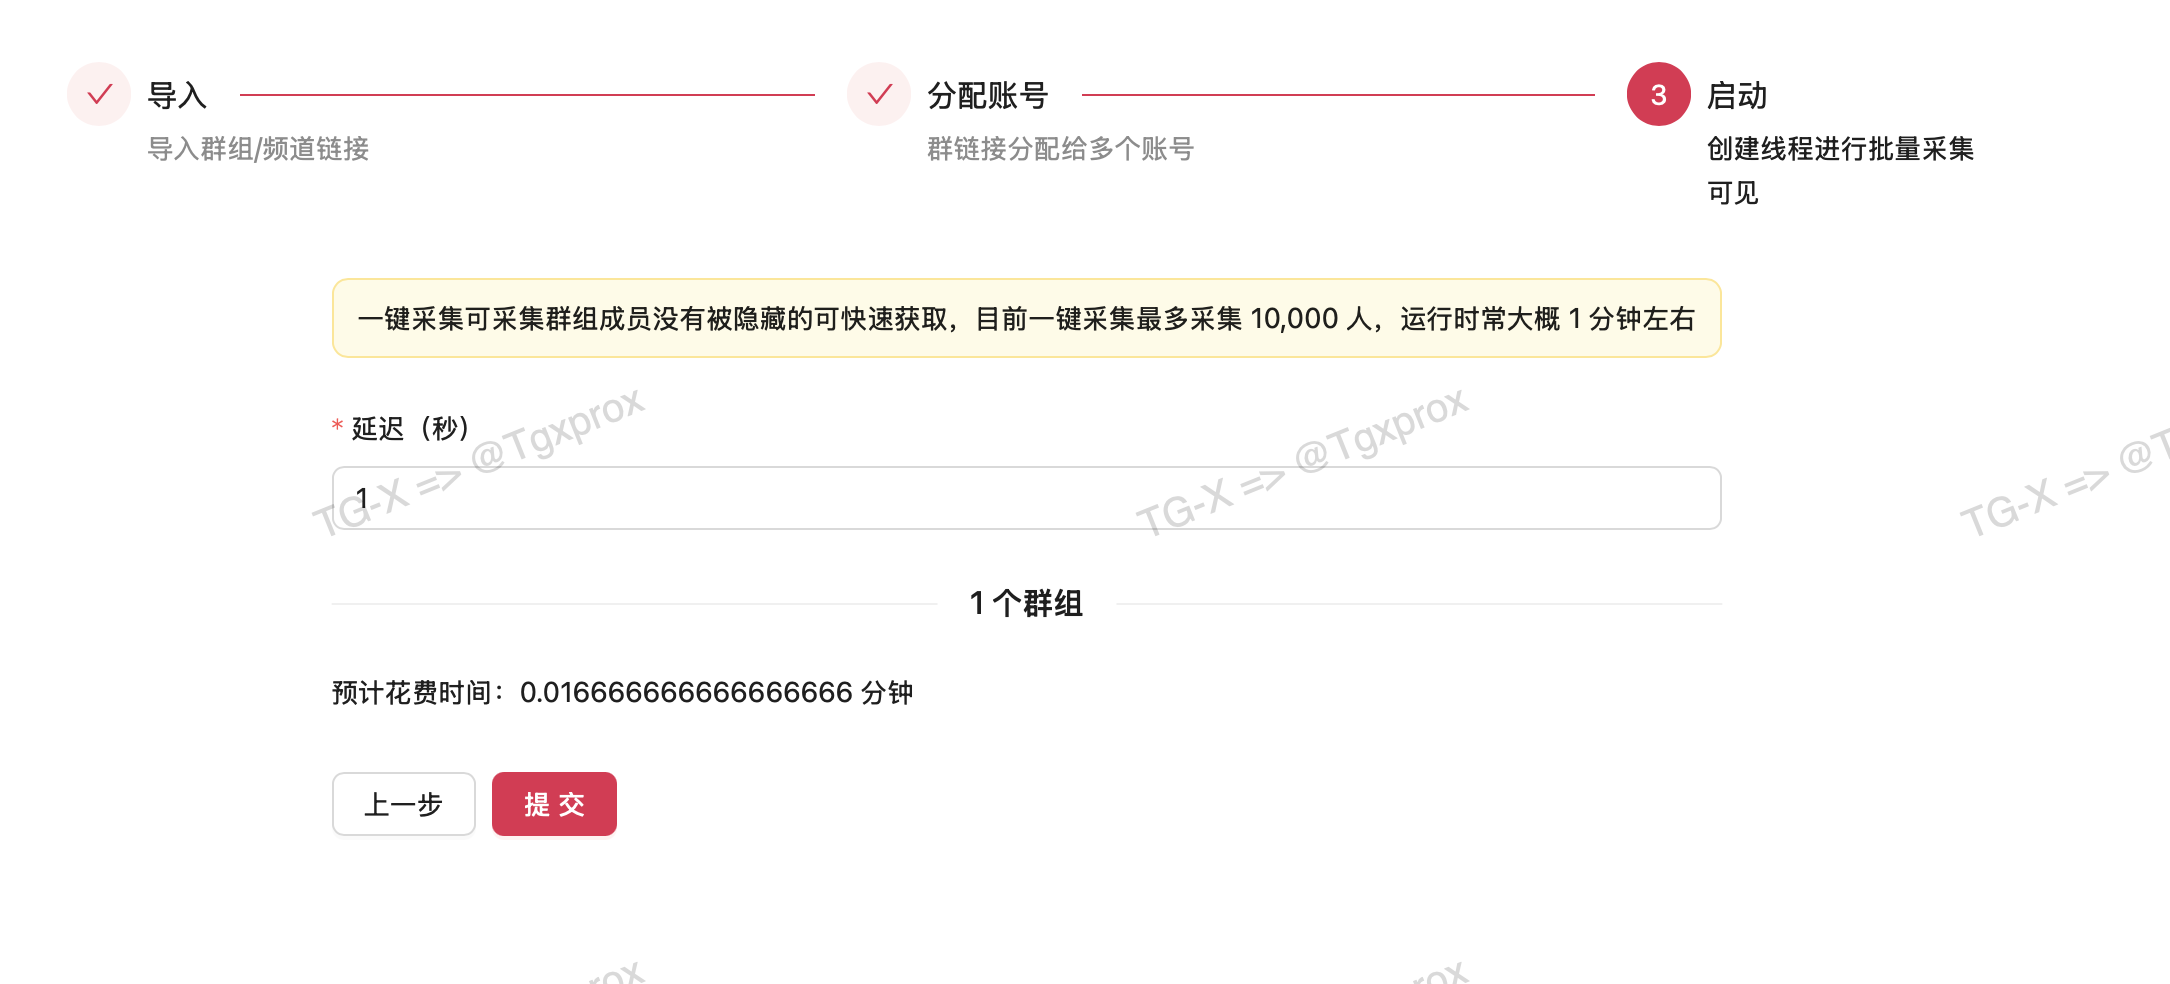 导入
导入群组/频道链接
分配账号
群链接分配给多个账号
3
启动
创建线程进行批量采集
可见
一键采集可采集群组成员没有被隐藏的可快速获取，目前一键采集最多采集 10,000 人，运行时常大概 1 分钟左右
* 延迟（秒）
1
TG-X => @Tgxprox
TG-X => @Tgxprox
TG-X => @T
1 个群组
预计花费时间：0.016666666666666666 分钟
上一步
提 交
rox
rox